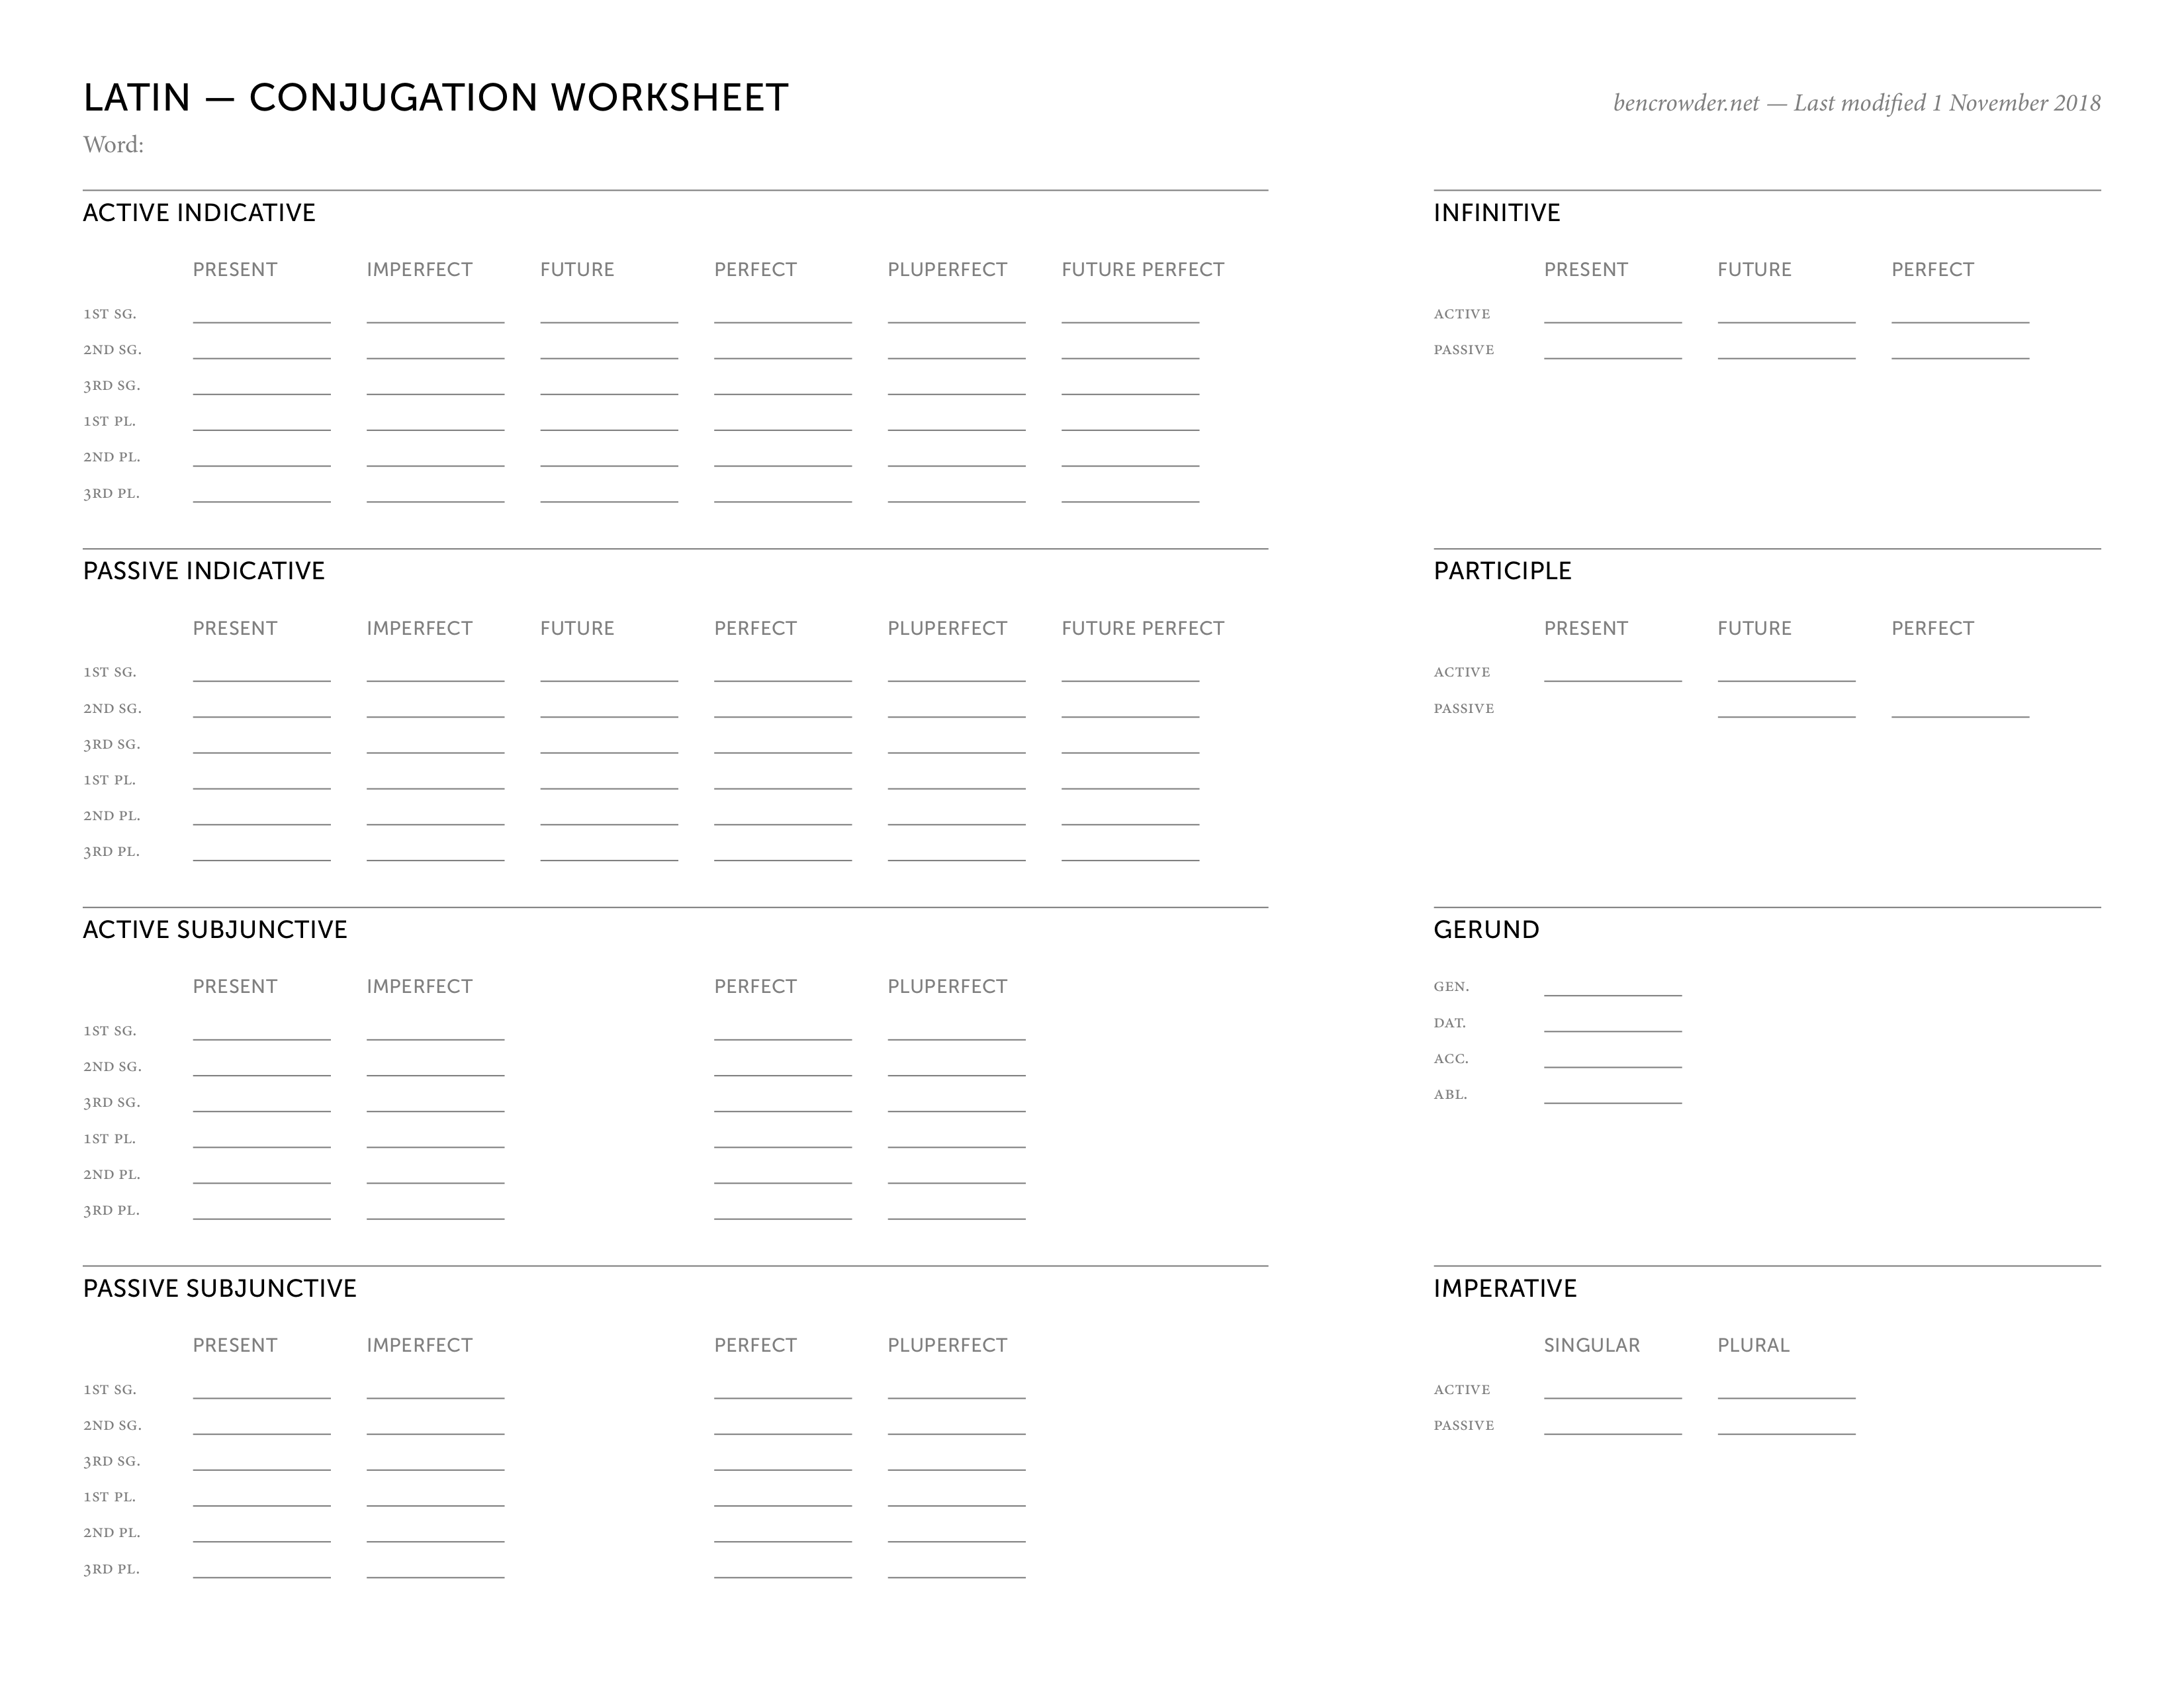 LATIN — CONJUGATION WORKSHEET
bencrowder.net — Last modified 1 November 2018
Word:
ACTIVE INDICATIVE
PRESENT IMPERFECT FUTURE PERFECT PLUPERFECT FUTURE PERFECT
1ST SG.
2ND SG.
3RD SG.
1ST PL.
2ND PL.
3RD PL.
PASSIVE INDICATIVE
PRESENT IMPERFECT FUTURE PERFECT PLUPERFECT FUTURE PERFECT
1ST SG.
2ND SG.
3RD SG.
1ST PL.
2ND PL.
3RD PL.
ACTIVE SUBJUNCTIVE
PRESENT IMPERFECT PERFECT PLUPERFECT
1ST SG.
2ND SG.
3RD SG.
1ST PL.
2ND PL.
3RD PL.
PASSIVE SUBJUNCTIVE
PRESENT IMPERFECT PERFECT PLUPERFECT
1ST SG.
2ND SG.
3RD SG.
1ST PL.
2ND PL.
3RD PL.
INFINITIVE
PRESENT FUTURE PERFECT
ACTIVE
PASSIVE
PARTICIPLE
PRESENT FUTURE PERFECT
ACTIVE
PASSIVE
GERUND
GEN.
DAT.
ACC.
ABL.
IMPERATIVE
SINGULAR PLURAL
ACTIVE
PASSIVE